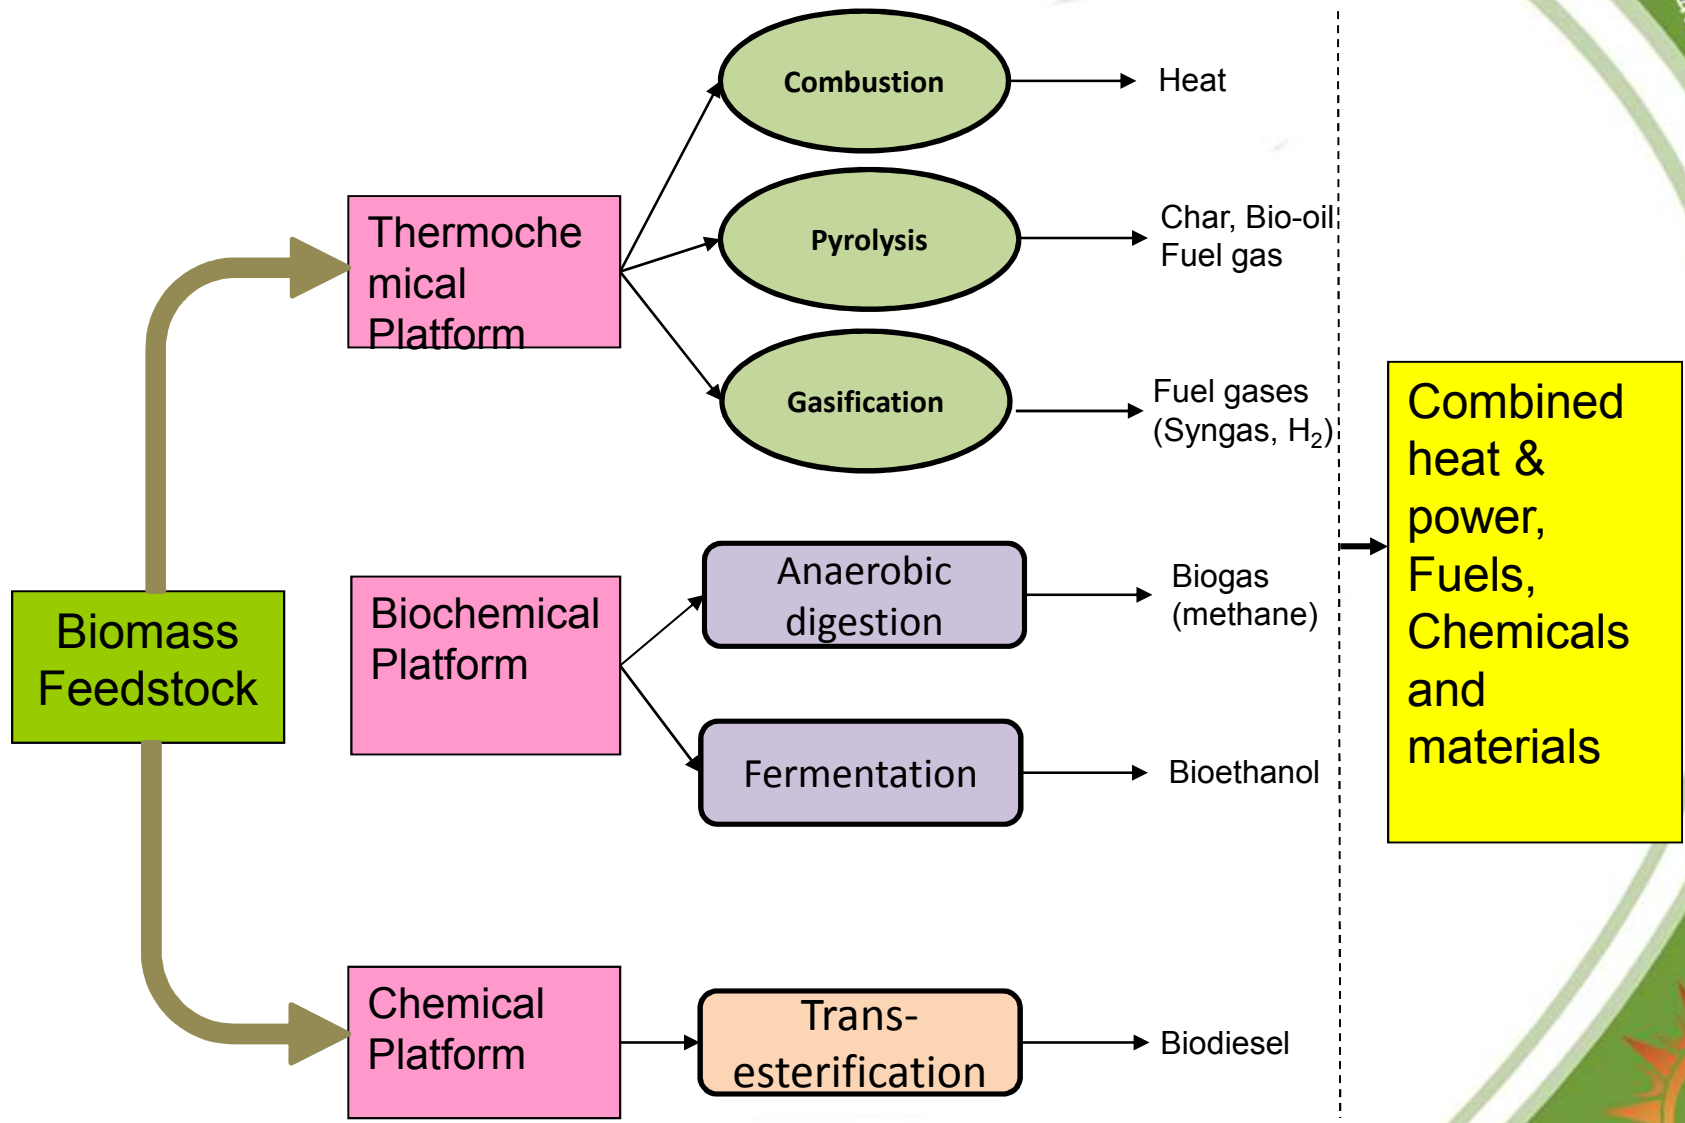 Combustion
Heat
Thermoche
mical
Platform
Pyrolysis
Char, Bio-oil
Fuel gas
Gasification
Fuel gases
(Syngas, H₂)
Biomass
Feedstock
Biochemical
Platform
Anaerobic
digestion
Biogas
(methane)
Fermentation
Bioethanol
Chemical
Platform
Trans-
esterification
Biodiesel
Combined
heat &
power,
Fuels,
Chemicals
and
materials